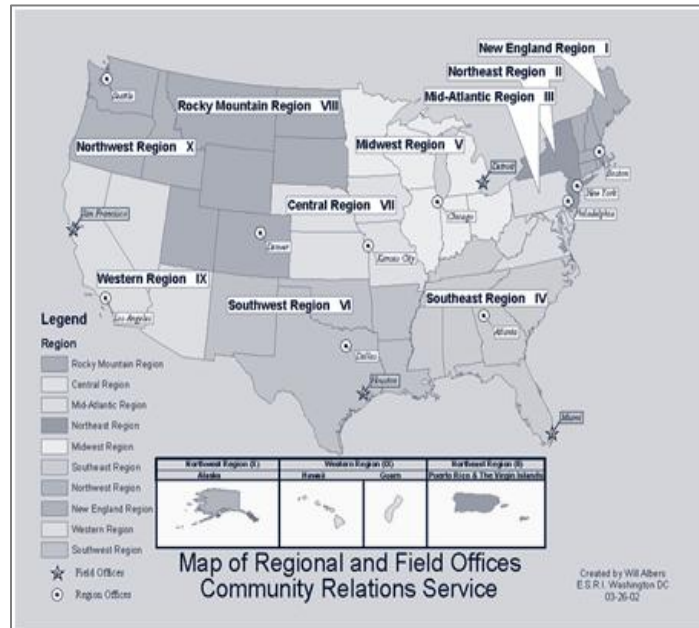 New England Region I
Northeast Region II
Mid-Atlantic Region III
Rocky Mountain Region VIII
Midwest Region V
Northwest Region X
Seattle
Detroit
Boston
New York
Philadelphia
Central Region VII
Chicago
San Francisco
Denver
Kansas City
Western Region IX
Southwest Region VI
Southeast Region IV
Los Angeles
Atlanta
Dallas
Houston
Miami
Legend
Region
Rocky Mountain Region
Central Region
Mid-Atlantic Region
Northeast Region
Midwest Region
Southeast Region
Northwest Region
New England Region
Western Region
Southwest Region
Field Offices
Region Offices
Northwest Region (X)
Western Region (IX)
Northeast Region (II)
Alaska
Hawaii
Guam
Puerto Rico & The Virgin Islands
Map of Regional and Field Offices
Community Relations Service
Created by Will Albers
E.S.R.I. Washington DC
03-26-02